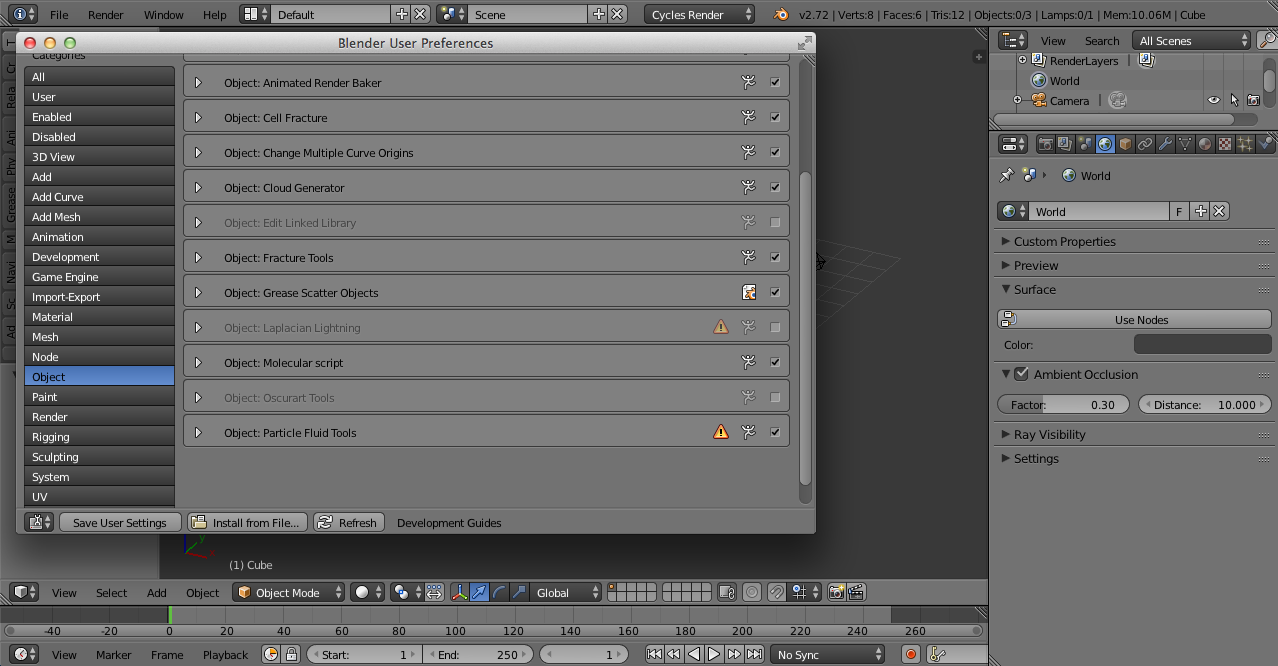 File Render Window Help Default Scene Cycles Render v2.72 | Verts:8 | Faces:6 | Tris:12 | Objects:0/3 | Lamps:0/1 | Mem:10.06M | Cube
Blender User Preferences
Categories
All
User
Enabled
Disabled
3D View
Add
Add Curve
Add Mesh
Animation
Development
Game Engine
Import-Export
Material
Mesh
Node
Object
Paint
Render
Rigging
Sculpting
System
UV
Object: Animated Render Baker
Object: Cell Fracture
Object: Change Multiple Curve Origins
Object: Cloud Generator
Object: Edit Linked Library
Object: Fracture Tools
Object: Grease Scatter Objects
Object: Laplacian Lightning
Object: Molecular script
Object: Oscurart Tools
Object: Particle Fluid Tools
Save User Settings Install from File... Refresh Development Guides
T
Cr
Rela
Ani
Phy
Grease
M
Navi
Sc
Ad
y
x
(1) Cube
View Select Add Object Object Mode Global
-40 -20 0 20 40 60 80 100 120 140 160 180 200 220 240 260
View Marker Frame Playback Start: 1 End: 250 1 No Sync
View Search All Scenes
RenderLayers |
World
Camera |
World
World F
Custom Properties
Preview
Surface
Use Nodes
Color:
Ambient Occlusion
Factor: 0.30 Distance: 10.000
Ray Visibility
Settings